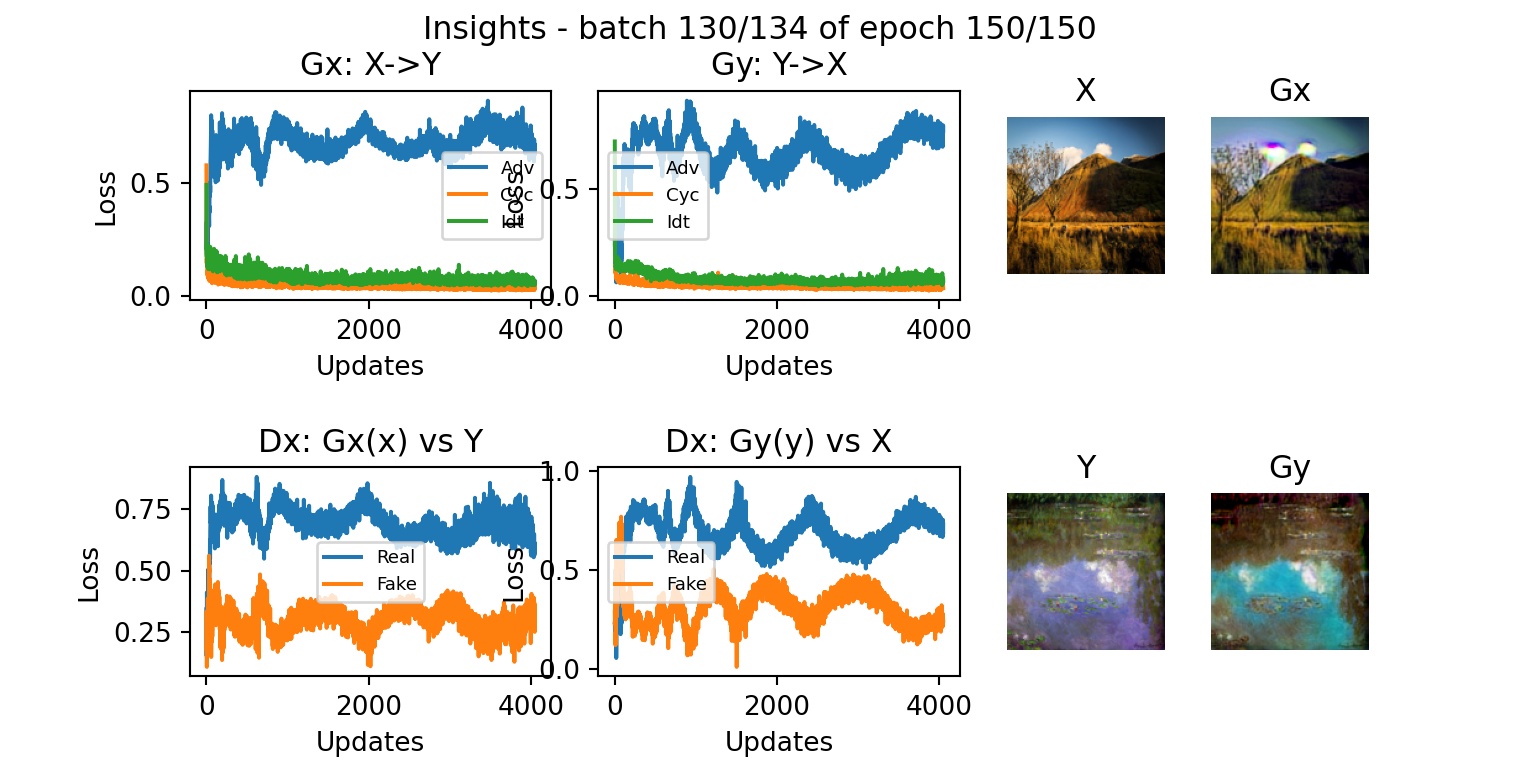 Insights - batch 130/134 of epoch 150/150
Gx: X->Y
Loss
0.5
0.0
0
2000
4000
Updates
Adv
Cyc
Idt
Gy: Y->X
Loss
0.5
0.0
0
2000
4000
Updates
Adv
Cyc
Idt
X
Gx
Dx: Gx(x) vs Y
Loss
0.75
0.50
0.25
0
2000
4000
Updates
Real
Fake
Dx: Gy(y) vs X
Loss
1.0
0.5
0.0
0
2000
4000
Updates
Real
Fake
Y
Gy